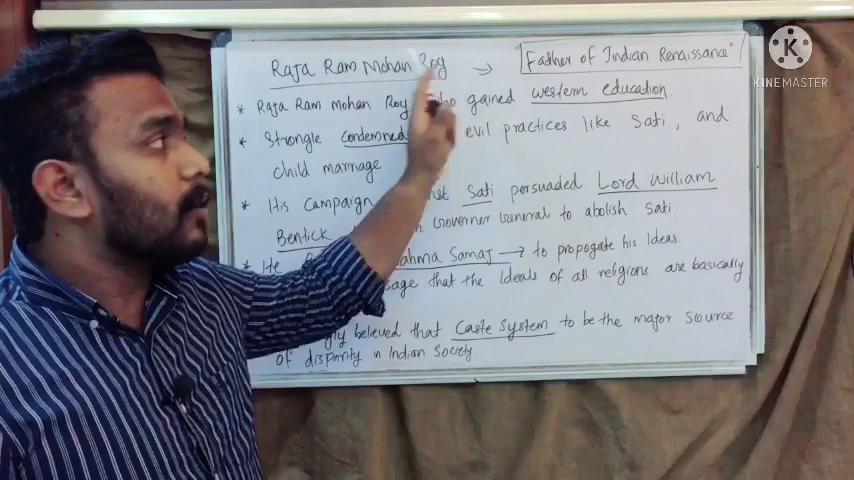 Raja Ram Mohan Roy → "Father of Indian Renaissance"
* Raja Ram mohan Roy who gained western education.
* Strongle condemned evil practices like Sati, and
child marriage
* His campaign persuaded Lord William
Sati
Bentick Governer General to abolish Sati.
* He Brahma Samaj → to propogate his Ideas.
that the Ideals of all religions are basically
believed that Caste System to be the major source
of disparity in Indian Society.
KINEMASTER